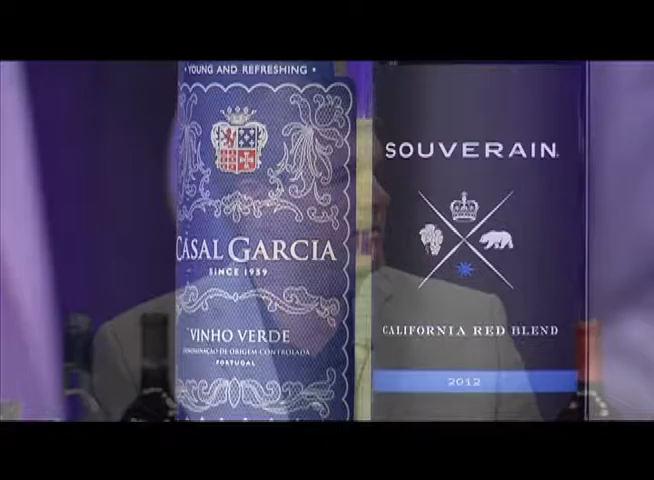 • YOUNG AND REFRESHING •
CASAL GARCIA
SINCE 1939
VINHO VERDE
DENOMINAÇÃO DE ORIGEM CONTROLADA
PORTUGAL
SOUVERAIN
CALIFORNIA RED BLEND
2012